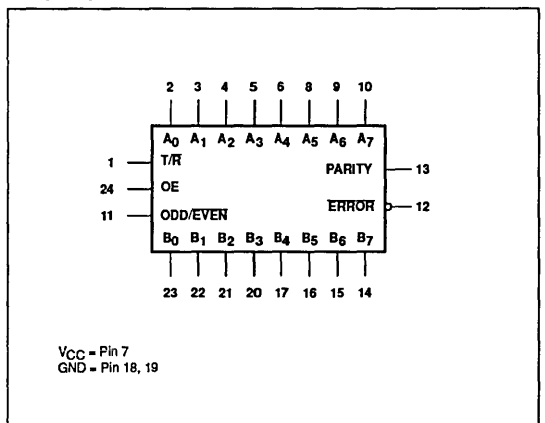 2 3 4 5 6 8 9 10
A0 A1 A2 A3 A4 A5 A6 A7
1 T/R̅ PARITY 13
24 OE
E̅R̅R̅O̅R̅ 12
11 ODD/E̅V̅E̅N̅
B0 B1 B2 B3 B4 B5 B6 B7
23 22 21 20 17 16 15 14
VCC = Pin 7
GND = Pin 18, 19